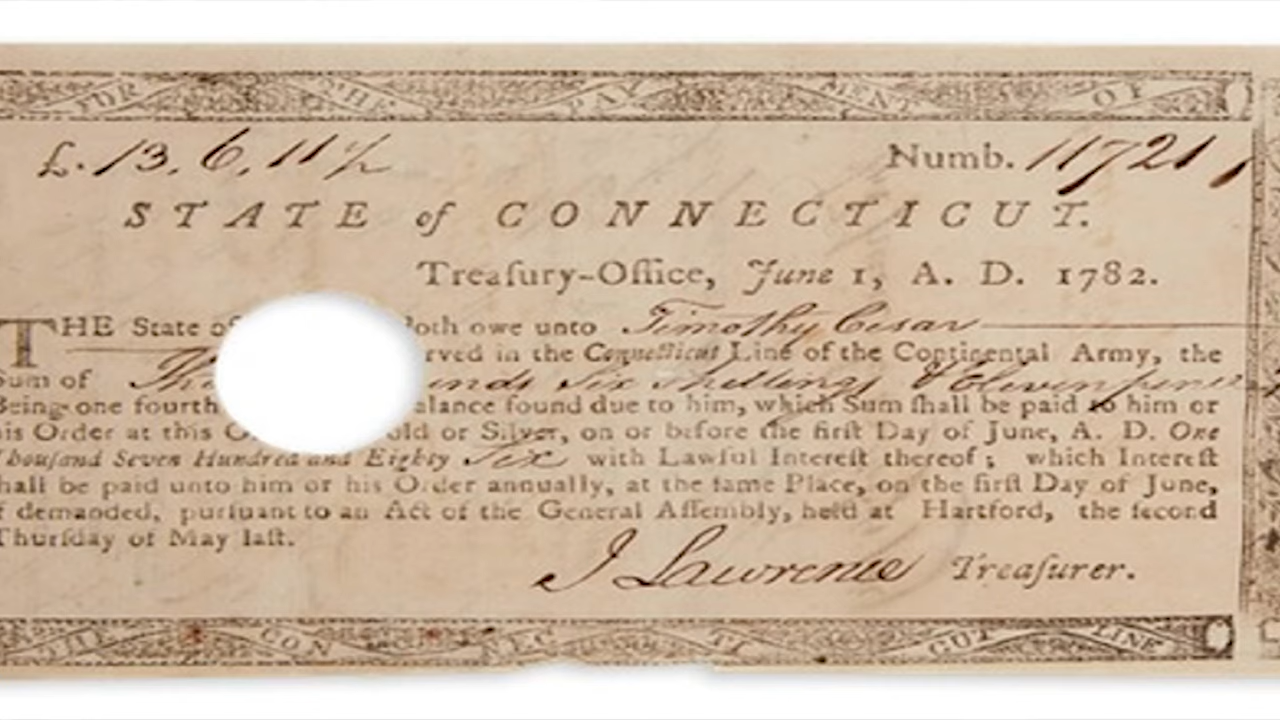 FOR THE PAY MENT OF
£.13.6.11½ Numb. 11721
STATE of CONNECTICUT.
Treaſury-Office, June 1, A. D. 1782.
THE State of oth owe unto Timothy Cesar
rved in the Connecticut Line of the Continental Army, the
Sum of Thi unds Six shillings & Eleven pence
Being one fourth alance found due to him, which Sum ſhall be paid to him or
his Order at this O old or Silver, on or before the firſt Day of June, A. D. One
Thouſand Seven Hundred and Eighty Six with Lawful Intereſt thereof; which Intereſt
ſhall be paid unto him or his Order annually, at the ſame Place, on the firſt Day of June,
if demanded, purſuant to an Act of the General Aſſembly, held at Hartford, the ſecond
Thurſday of May laſt.
J Lawrence Treaſurer.
THE CON NEC TI CUT LINE